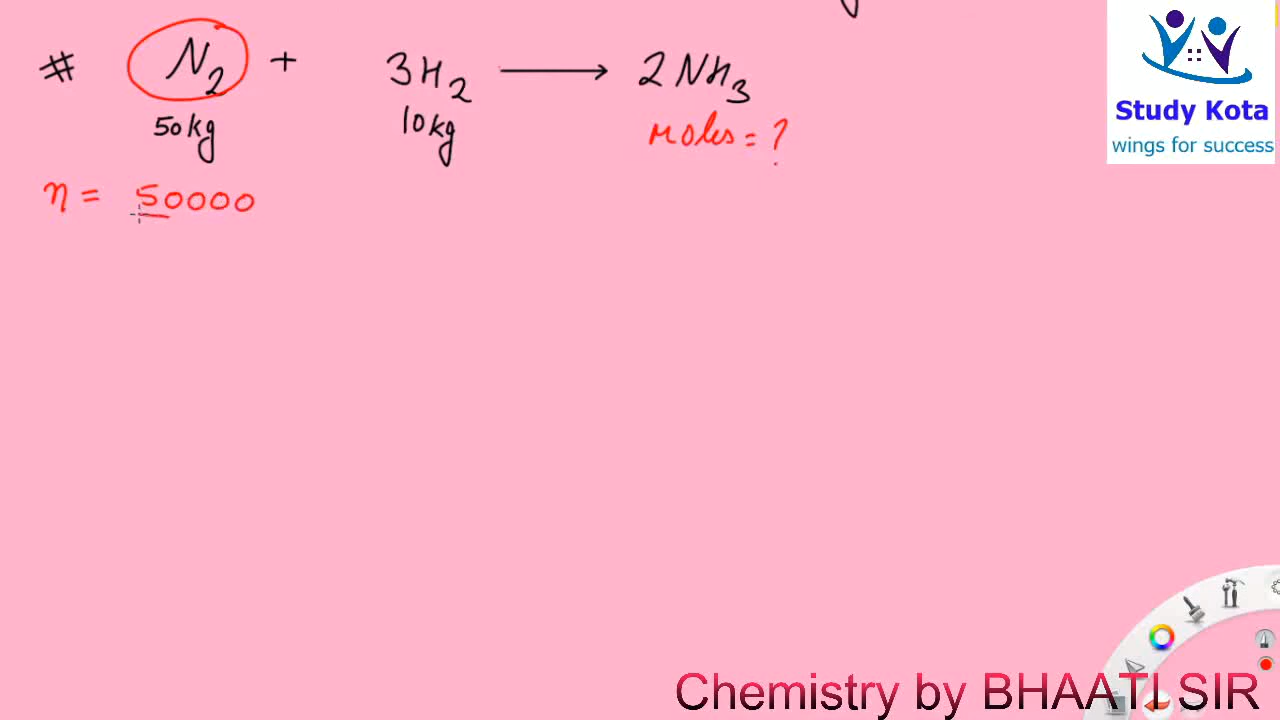 # N₂ + 3H₂ ⟶ 2NH₃
50kg 10kg moles = ?
n = 50000
Study Kota
wings for success
Chemistry by BHAATI SIR